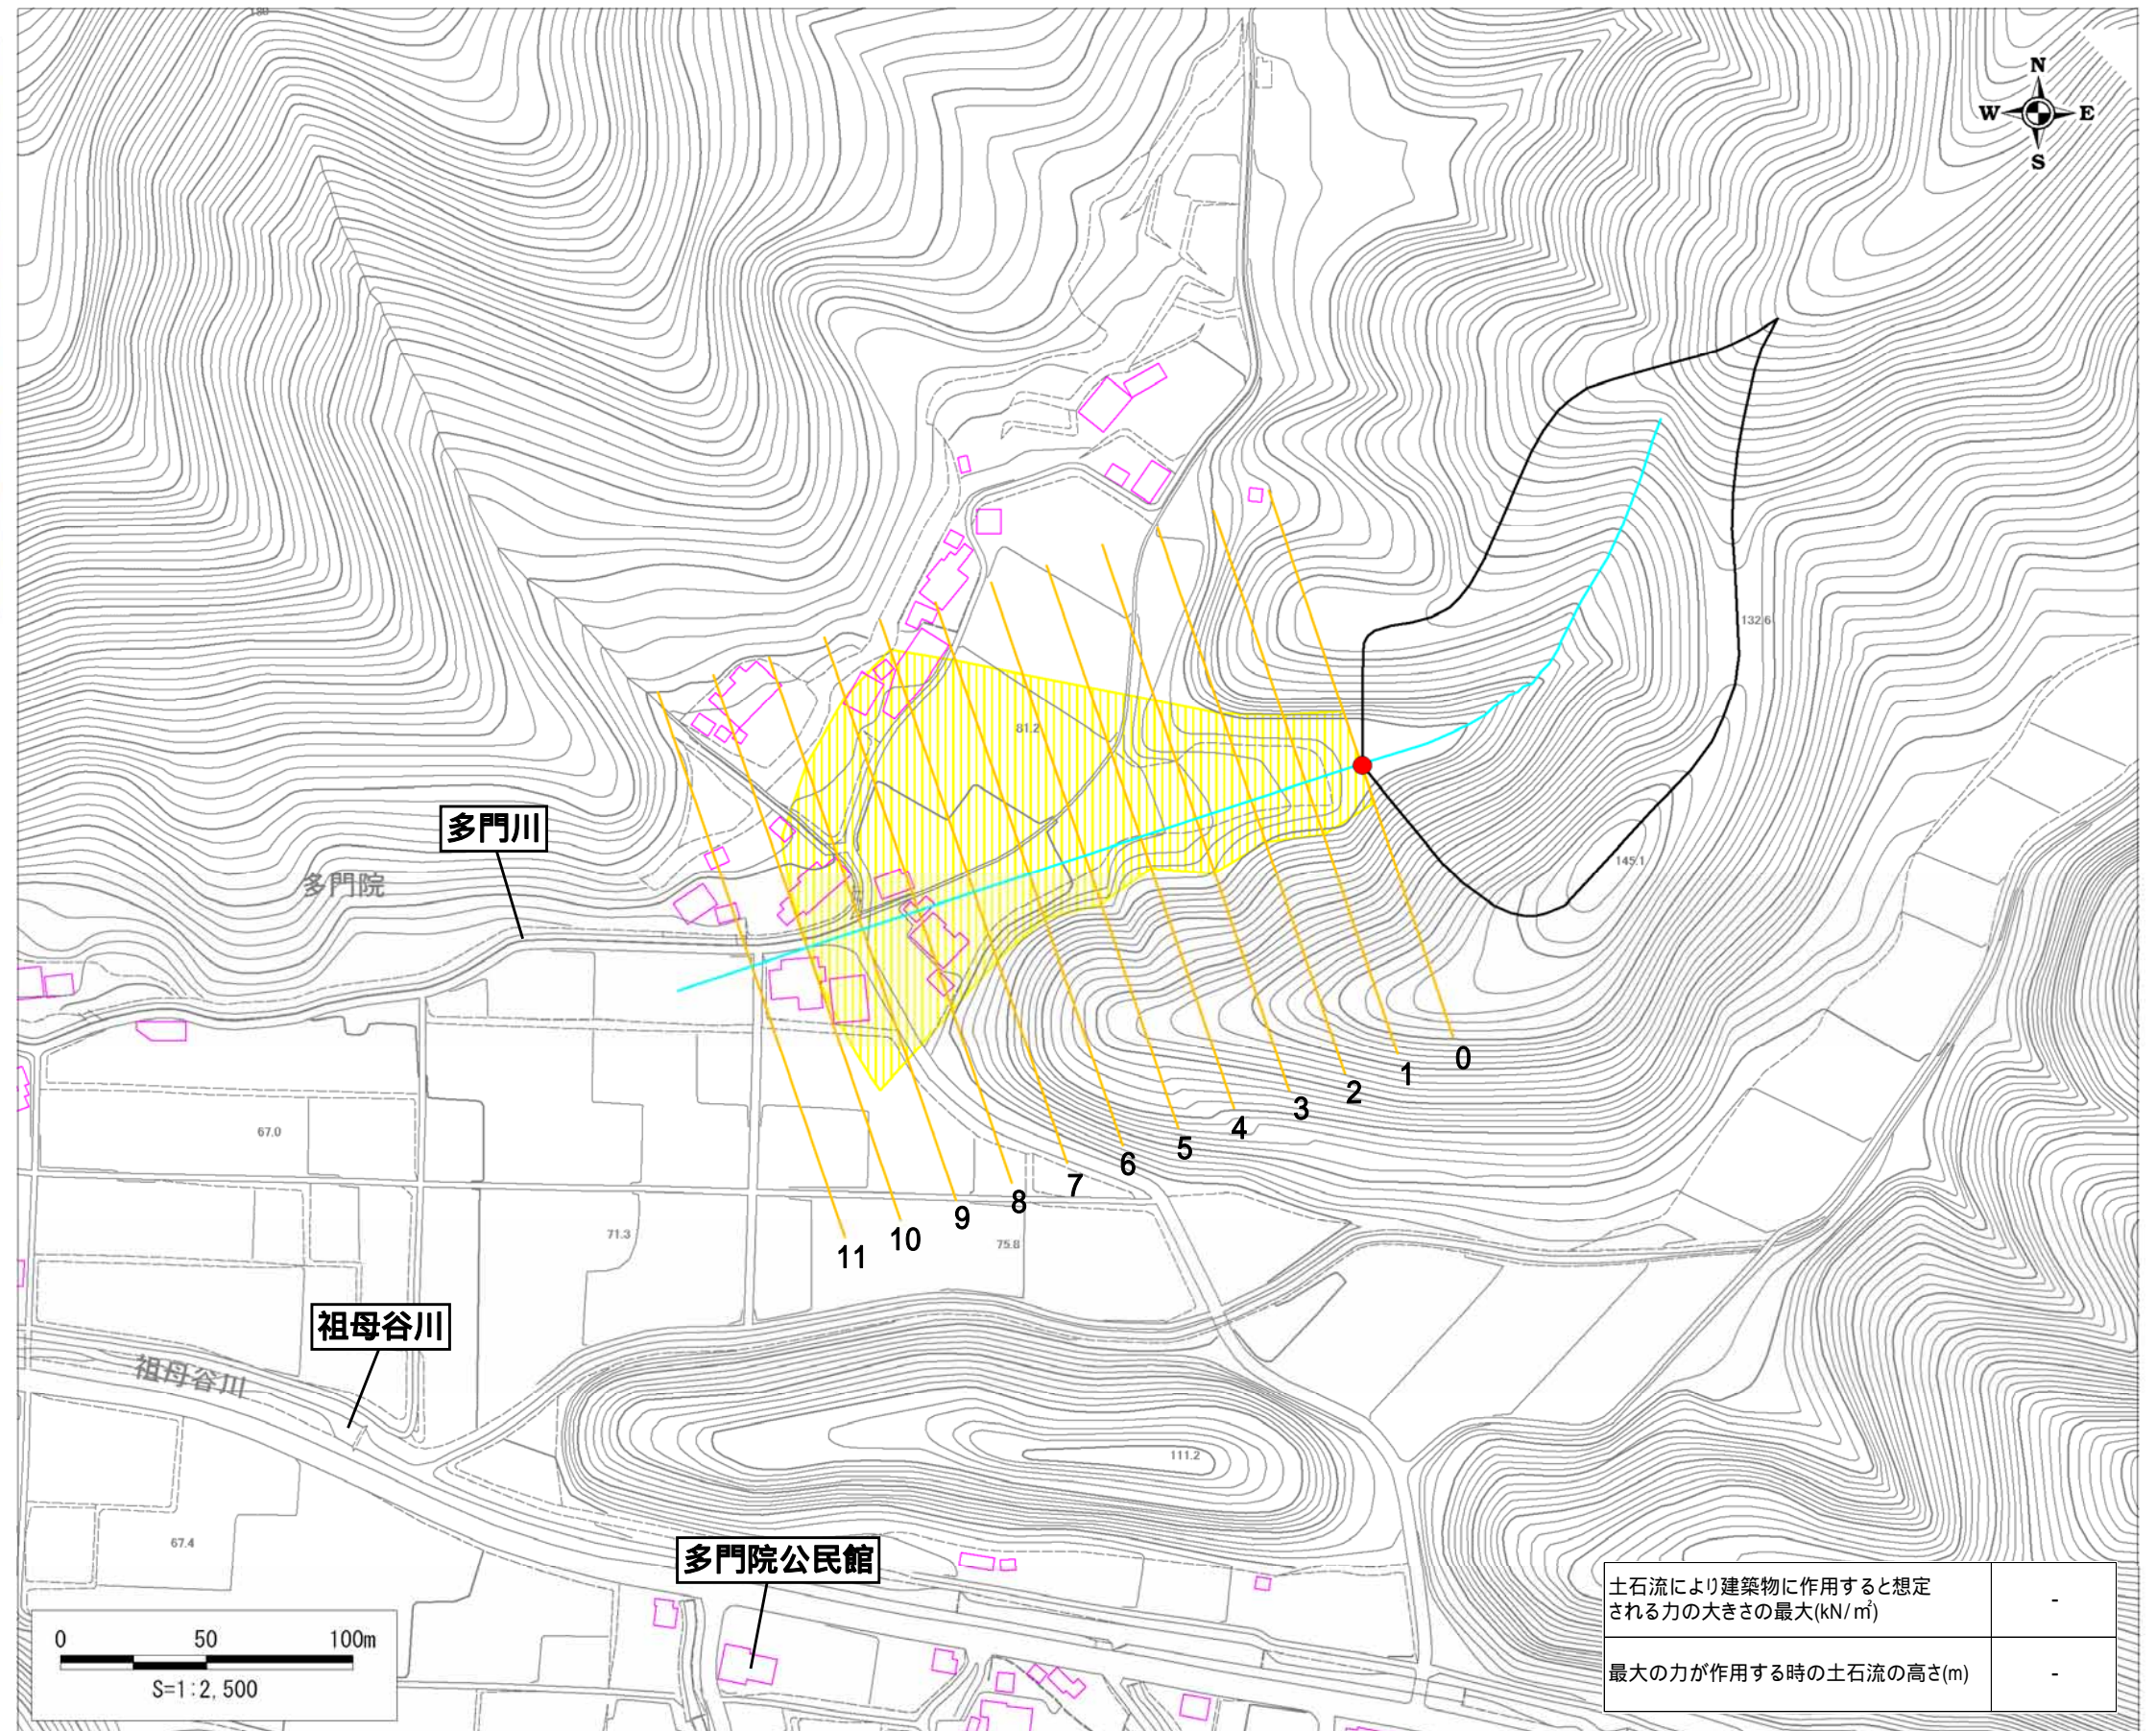 180
N
W
E
S
132.6
81.2
多門川
多門院
145.1
0
1
2
3
4
5
6
7
8
9
10
11
67.0
71.3
75.8
祖母谷川
祖母谷川
111.2
67.4
多門院公民館
土石流により建築物に作用すると想定
される力の大きさの最大(kN/㎡)
-
最大の力が作用する時の土石流の高さ(m)
-
0 50 100m
S=1:2,500